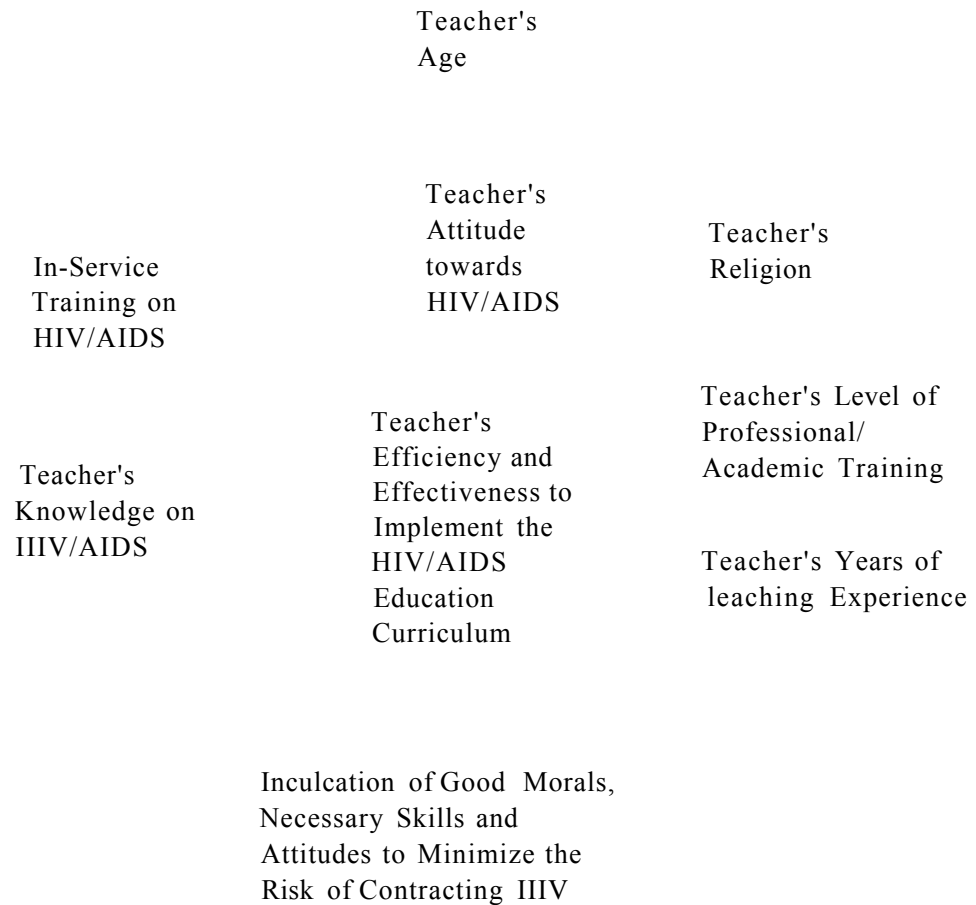 Teacher's
Age
Teacher's
Attitude
towards
HIV/AIDS
Teacher's
Religion
In-Service
Training on
HIV/AIDS
Teacher's Level of
Professional/
Academic Training
Teacher's
Efficiency and
Effectiveness to
Implement the
HIV/AIDS
Education
Curriculum
Teacher's
Knowledge on
IIIV/AIDS
Teacher's Years of
leaching Experience
Inculcation of Good Morals,
Necessary Skills and
Attitudes to Minimize the
Risk of Contracting IIIV